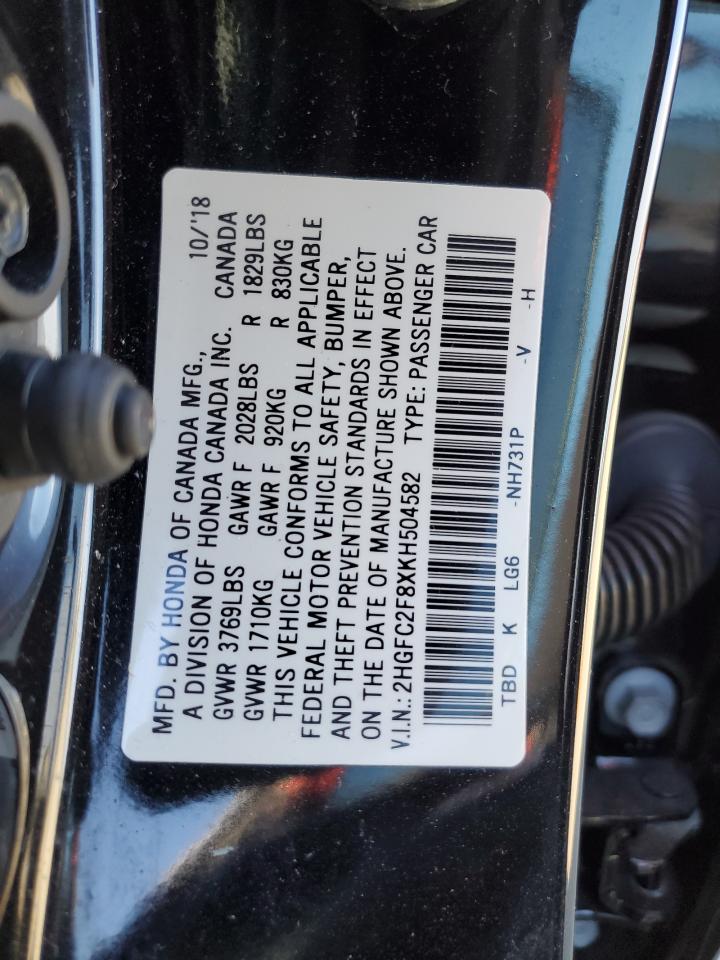 MFD. BY HONDA OF CANADA MFG., 10/'18
A DIVISION OF HONDA CANADA INC. CANADA
GVWR 3769LBS GAWR F 2028LBS R 1829LBS
GVWR 1710KG GAWR F 920KG R 830KG
THIS VEHICLE CONFORMS TO ALL APPLICABLE
FEDERAL MOTOR VEHICLE SAFETY, BUMPER,
AND THEFT PREVENTION STANDARDS IN EFFECT
ON THE DATE OF MANUFACTURE SHOWN ABOVE.
V.I.N.: 2HGFC2F8XKH504582 TYPE: PASSENGER CAR
TBD K LG6 -NH731P -V -H